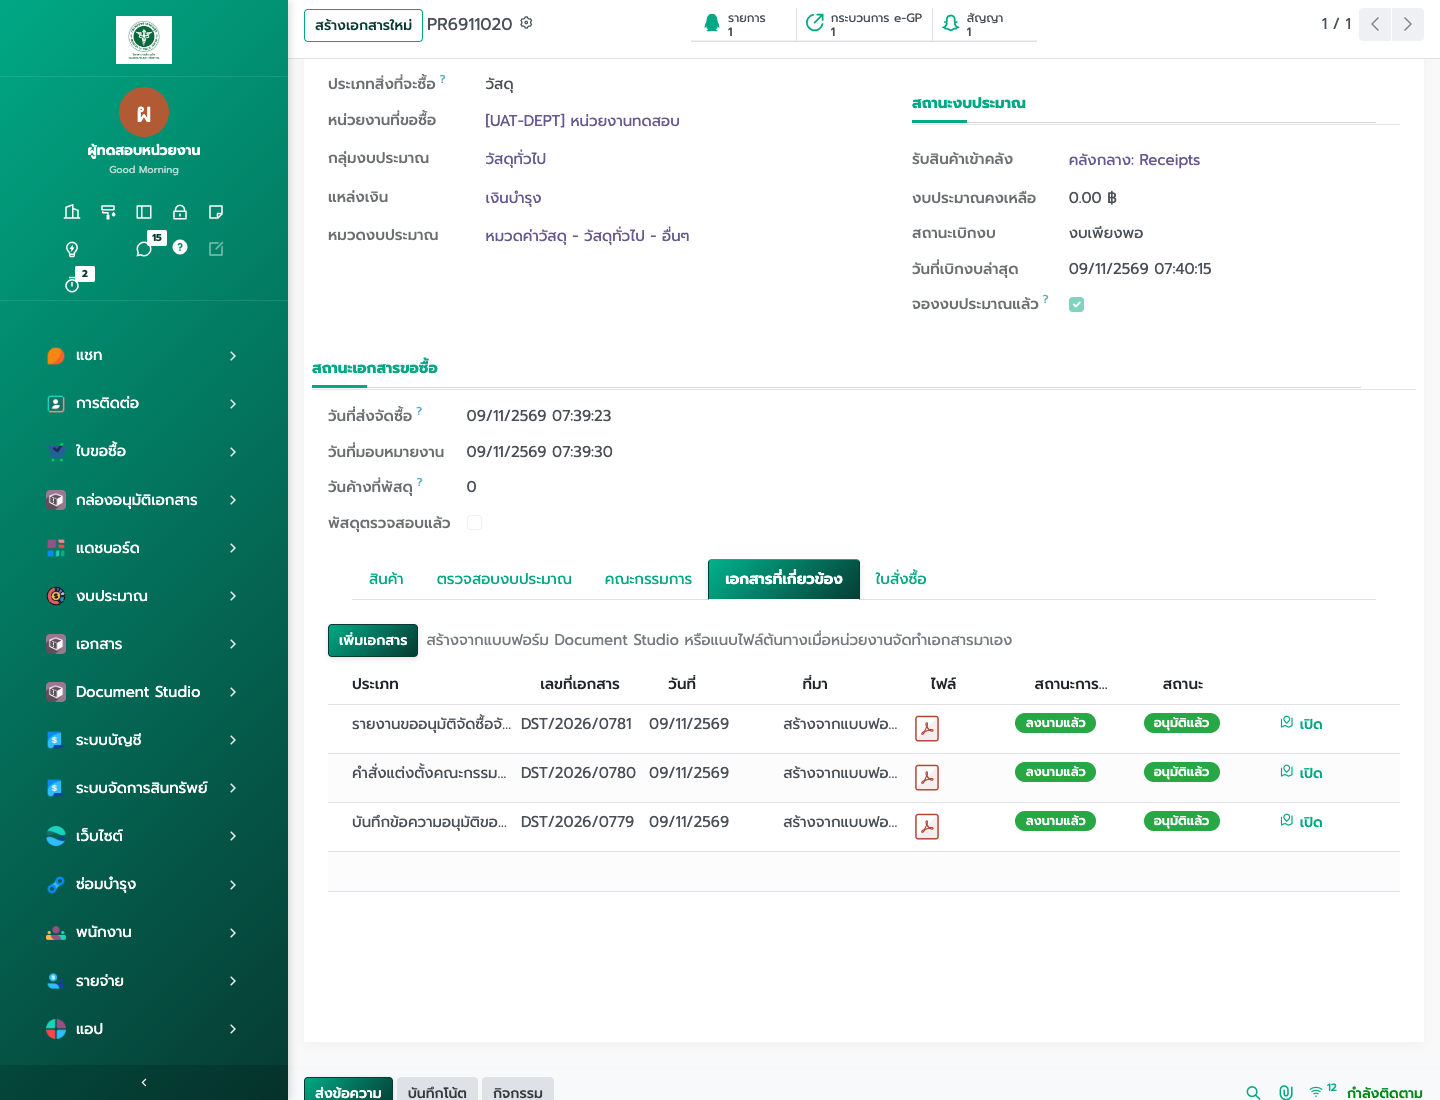 ผ
ผู้ทดสอบหน่วยงาน
Good Morning
15
2
แชท
การติดต่อ
ใบขอซื้อ
กล่องอนุมัติเอกสาร
แดชบอร์ด
งบประมาณ
เอกสาร
Document Studio
ระบบบัญชี
ระบบจัดการสินทรัพย์
เว็บไซต์
ซ่อมบำรุง
พนักงาน
รายจ่าย
แอป
สร้างเอกสารใหม่ PR6911020
รายการ
1
กระบวนการ e-GP
1
สัญญา
1
1 / 1
ประเภทสิ่งที่จะซื้อ ? วัสดุ
หน่วยงานที่ขอซื้อ [UAT-DEPT] หน่วยงานทดสอบ
กลุ่มงบประมาณ วัสดุทั่วไป
แหล่งเงิน เงินบำรุง
หมวดงบประมาณ หมวดค่าวัสดุ - วัสดุทั่วไป - อื่นๆ
สถานะงบประมาณ
รับสินค้าเข้าคลัง คลังกลาง: Receipts
งบประมาณคงเหลือ 0.00 ฿
สถานะเบิกงบ งบเพียงพอ
วันที่เบิกงบล่าสุด 09/11/2569 07:40:15
จองงบประมาณแล้ว ?
สถานะเอกสารขอซื้อ
วันที่ส่งจัดซื้อ ? 09/11/2569 07:39:23
วันที่มอบหมายงาน 09/11/2569 07:39:30
วันค้างที่พัสดุ ? 0
พัสดุตรวจสอบแล้ว
สินค้า ตรวจสอบงบประมาณ คณะกรรมการ เอกสารที่เกี่ยวข้อง ใบสั่งซื้อ
เพิ่มเอกสาร สร้างจากแบบฟอร์ม Document Studio หรือแนบไฟล์ต้นทางเมื่อหน่วยงานจัดทำเอกสารมาเอง
ประเภท เลขที่เอกสาร วันที่ ที่มา ไฟล์ สถานะการ... สถานะ
รายงานขออนุมัติจัดซื้อจั... DST/2026/0781 09/11/2569 สร้างจากแบบฟอ... ลงนามแล้ว อนุมัติแล้ว เปิด
คำสั่งแต่งตั้งคณะกรรม... DST/2026/0780 09/11/2569 สร้างจากแบบฟอ... ลงนามแล้ว อนุมัติแล้ว เปิด
บันทึกข้อความอนุมัติขอ... DST/2026/0779 09/11/2569 สร้างจากแบบฟอ... ลงนามแล้ว อนุมัติแล้ว เปิด
ส่งข้อความ บันทึกโน้ต กิจกรรม 12 กำลังติดตาม